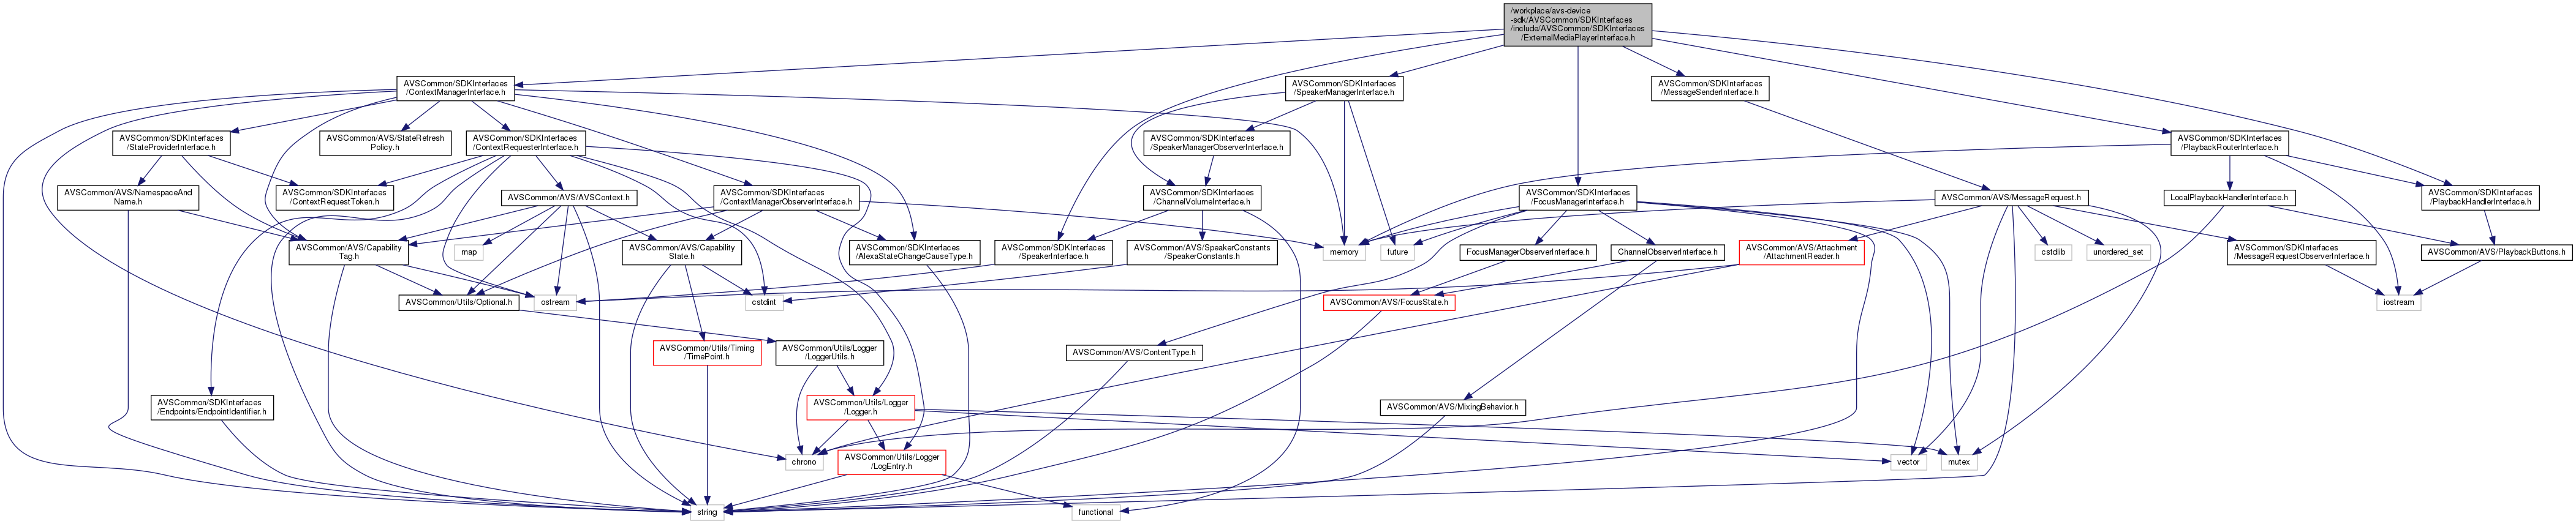 /workplace/avs-device
-sdk/AVSCommon/SDKInterfaces
/include/AVSCommon/SDKInterfaces
/ExternalMediaPlayerInterface.h
AVSCommon/SDKInterfaces
/ContextManagerInterface.h
AVSCommon/SDKInterfaces
/SpeakerManagerInterface.h
AVSCommon/SDKInterfaces
/MessageSenderInterface.h
AVSCommon/SDKInterfaces
/StateProviderInterface.h
AVSCommon/AVS/StateRefresh
Policy.h
AVSCommon/SDKInterfaces
/ContextRequesterInterface.h
AVSCommon/SDKInterfaces
/SpeakerManagerObserverInterface.h
AVSCommon/SDKInterfaces
/PlaybackRouterInterface.h
AVSCommon/AVS/NamespaceAnd
Name.h
AVSCommon/SDKInterfaces
/ContextRequestToken.h
AVSCommon/AVS/AVSContext.h
AVSCommon/SDKInterfaces
/ContextManagerObserverInterface.h
AVSCommon/SDKInterfaces
/ChannelVolumeInterface.h
AVSCommon/SDKInterfaces
/FocusManagerInterface.h
AVSCommon/AVS/MessageRequest.h
LocalPlaybackHandlerInterface.h
AVSCommon/SDKInterfaces
/PlaybackHandlerInterface.h
AVSCommon/AVS/Capability
Tag.h
map
AVSCommon/AVS/Capability
State.h
AVSCommon/SDKInterfaces
/AlexaStateChangeCauseType.h
AVSCommon/SDKInterfaces
/SpeakerInterface.h
AVSCommon/AVS/SpeakerConstants
/SpeakerConstants.h
memory
future
FocusManagerObserverInterface.h
ChannelObserverInterface.h
AVSCommon/AVS/Attachment
/AttachmentReader.h
cstdlib
unordered_set
AVSCommon/SDKInterfaces
/MessageRequestObserverInterface.h
AVSCommon/AVS/PlaybackButtons.h
AVSCommon/Utils/Optional.h
ostream
cstdint
AVSCommon/AVS/FocusState.h
iostream
AVSCommon/Utils/Timing
/TimePoint.h
AVSCommon/Utils/Logger
/LoggerUtils.h
AVSCommon/AVS/ContentType.h
AVSCommon/SDKInterfaces
/Endpoints/EndpointIdentifier.h
AVSCommon/Utils/Logger
/Logger.h
AVSCommon/AVS/MixingBehavior.h
chrono
AVSCommon/Utils/Logger
/LogEntry.h
vector
mutex
string
functional